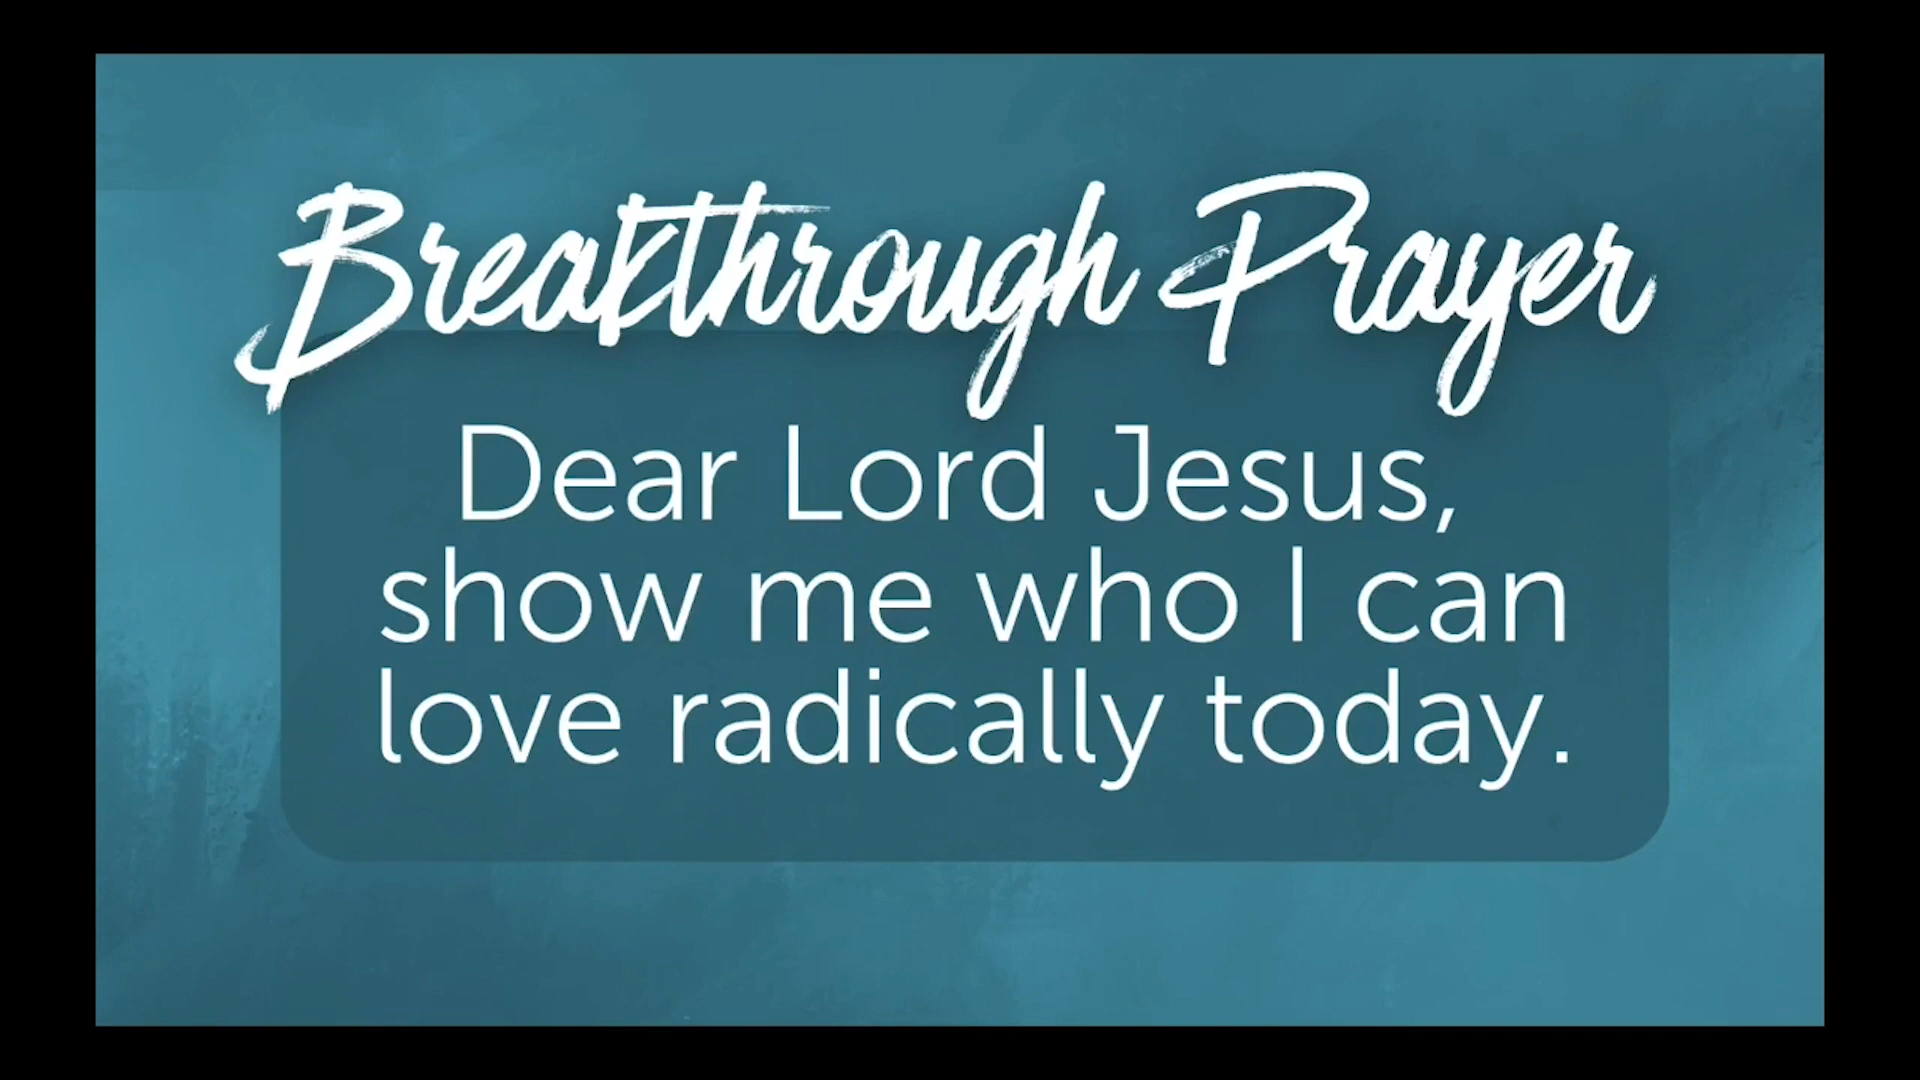 Breakthrough Prayer
Dear Lord Jesus,
show me who I can
love radically today.